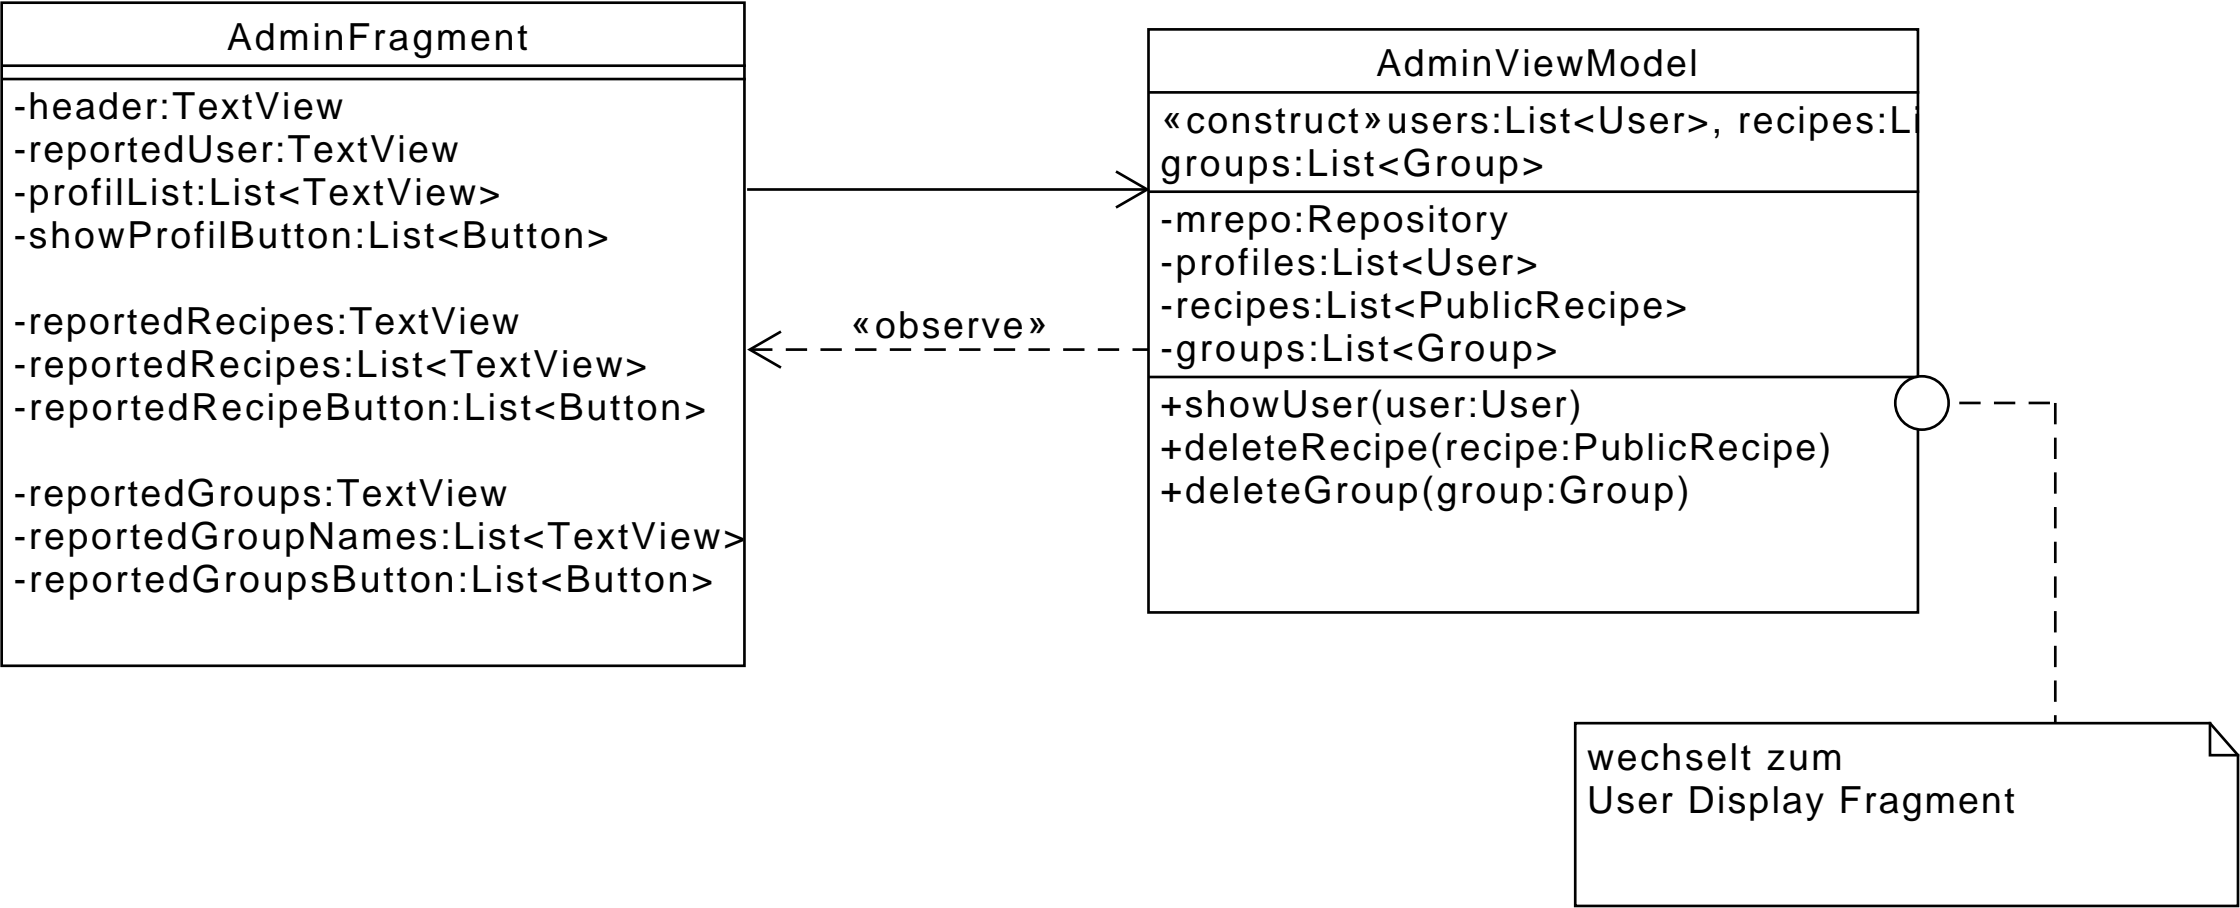 AdminFragment
-header:TextView
-reportedUser:TextView
-profilList:List<TextView>
-showProfilButton:List<Button>
-reportedRecipes:TextView
-reportedRecipes:List<TextView>
-reportedRecipeButton:List<Button>
-reportedGroups:TextView
-reportedGroupNames:List<TextView>
-reportedGroupsButton:List<Button>
«observe»
AdminViewModel
«construct»users:List<User>, recipes:Li
groups:List<Group>
-mrepo:Repository
-profiles:List<User>
-recipes:List<PublicRecipe>
-groups:List<Group>
+showUser(user:User)
+deleteRecipe(recipe:PublicRecipe)
+deleteGroup(group:Group)
wechselt zum
User Display Fragment